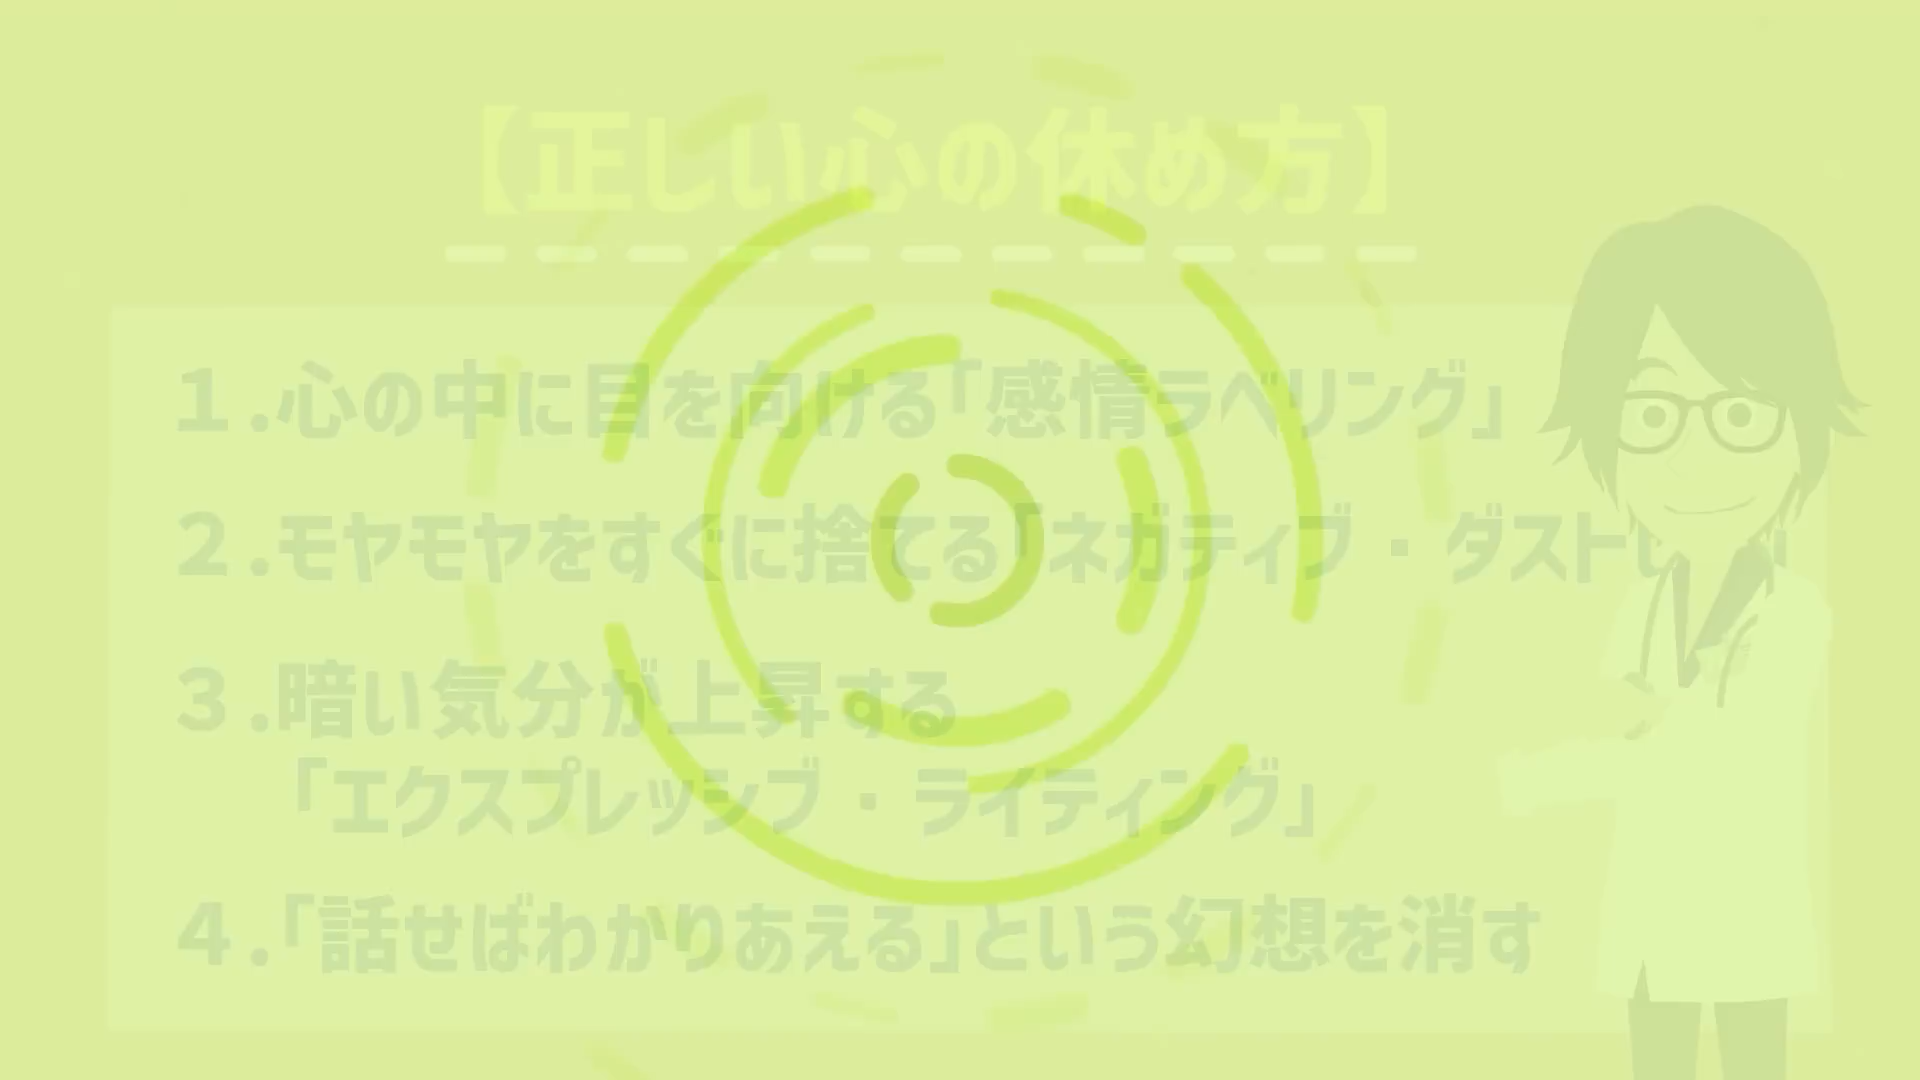 【正しい心の休め方】
１.心の中に目を向ける「感情ラベリング」
２.モヤモヤをすぐに捨てる「ネガティブ・ダスト
３.暗い気分が上昇する
「エクスプレッシブ・ライティング」
４.「話せばわかりあえる」という幻想を消す